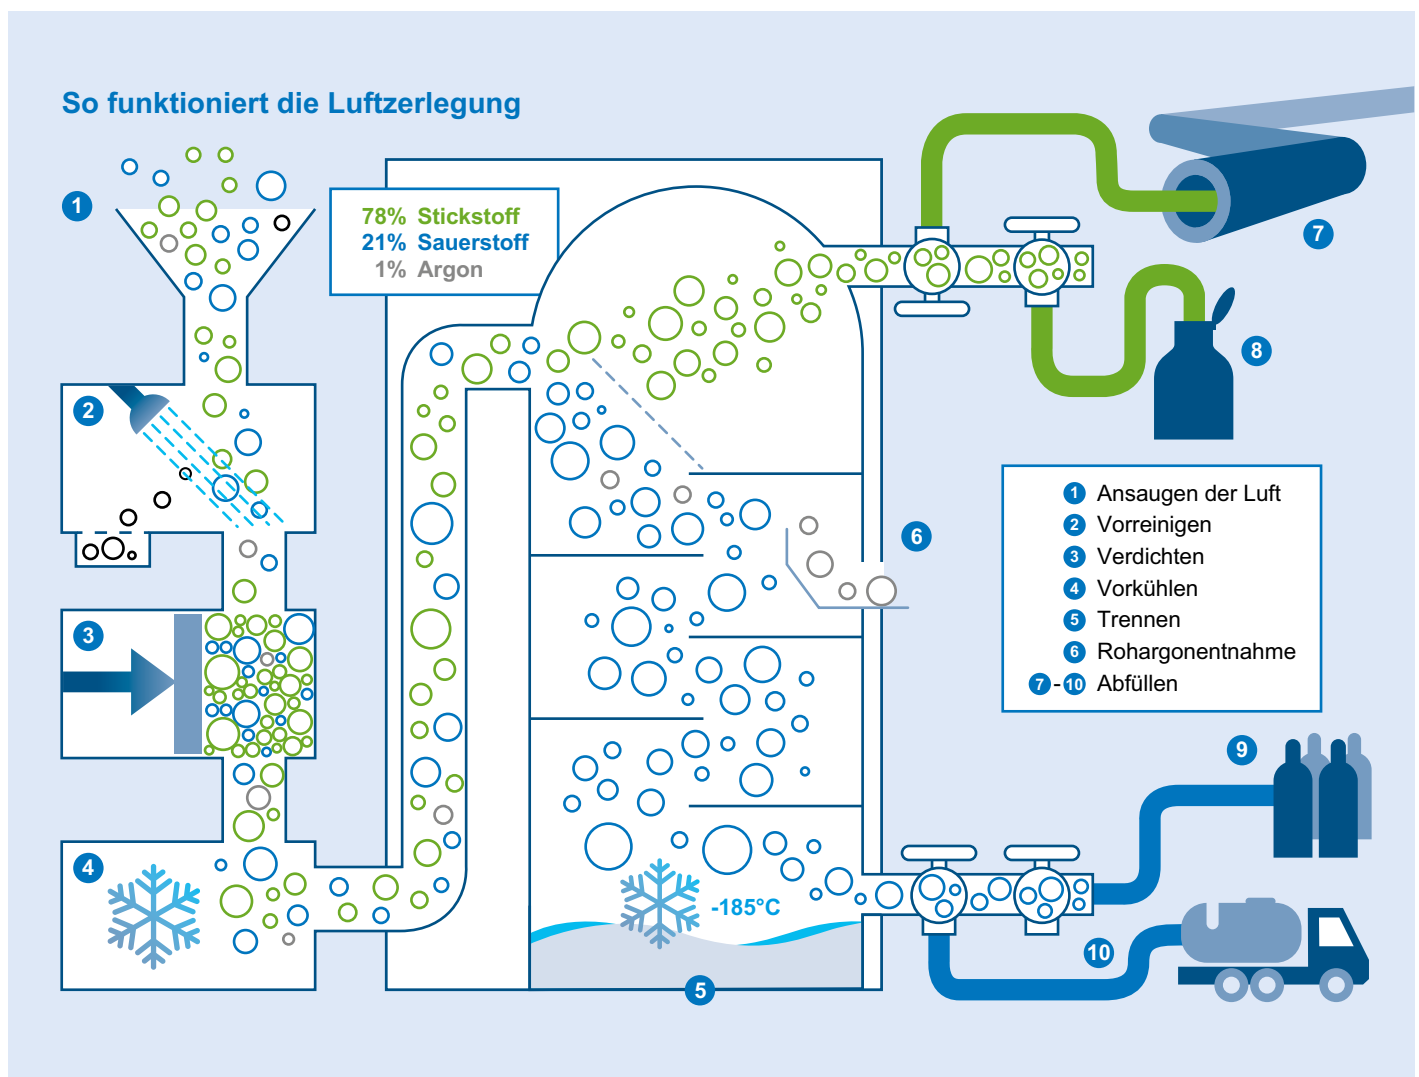 So funktioniert die Luftzerlegung
1
78% Stickstoff
21% Sauerstoff
1% Argon
2
3
4
5
6
7
8
1 Ansaugen der Luft
2 Vorreinigen
3 Verdichten
4 Vorkühlen
5 Trennen
6 Rohargonentnahme
7-10 Abfüllen
9
-185°C
10